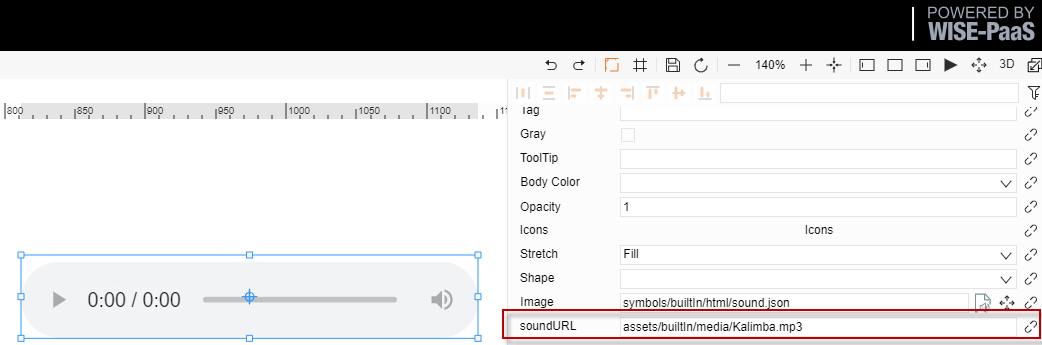 POWERED BY
WISE-PaaS
140%
3D
800
850
900
950
1000
1050
1100
Tag
Gray
ToolTip
Body Color
Opacity 1
Icons Icons
Stretch Fill
Shape
Image symbols/builtIn/html/sound.json
soundURL assets/builtIn/media/Kalimba.mp3
0:00 / 0:00